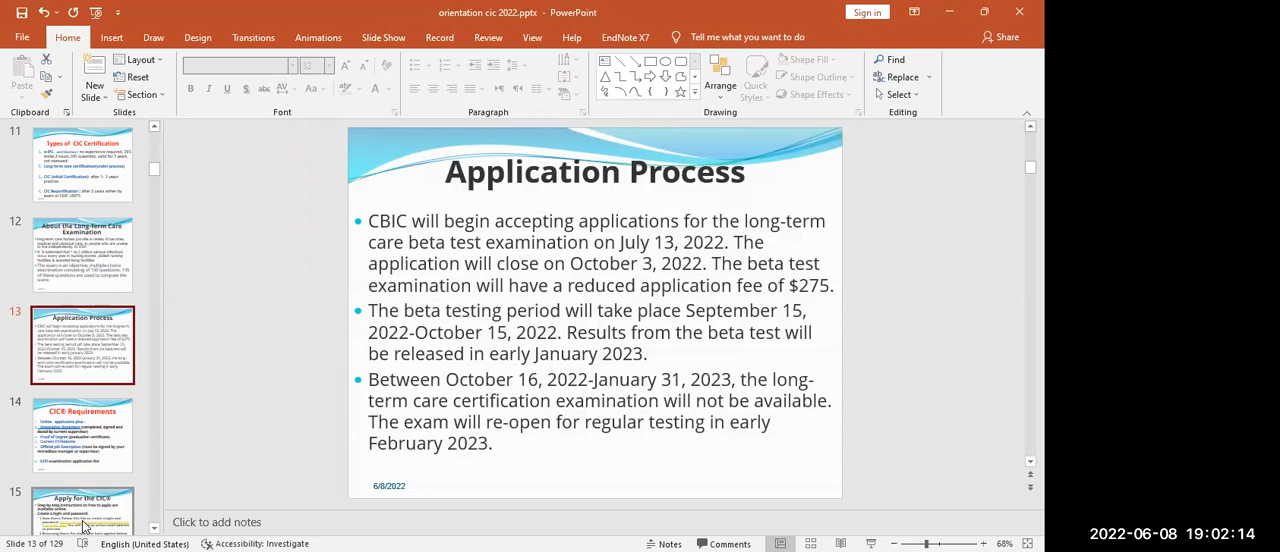 orientation cic 2022.pptx - PowerPoint
Sign in
File Home Insert Draw Design Transitions Animations Slide Show Record Review View Help EndNote X7 Tell me what you want to do Share
Paste
New
Slide
Layout
Reset
Section
32
B I U S abc AV Aa A
Arrange
Quick
Styles
Shape Fill
Shape Outline
Shape Effects
Find
Replace
Select
Clipboard Slides Font Paragraph Drawing Editing
11
Types of CIC Certification
12
About the Long-Term Care
Examination
13
Application Process
14
CIC® Requirements
15
Apply for the CIC®
Application Process
CBIC will begin accepting applications for the long-term
care beta test examination on July 13, 2022. The
application will close on October 3, 2022. The beta test
examination will have a reduced application fee of $275.
The beta testing period will take place September 15,
2022-October 15, 2022. Results from the beta test will
be released in early January 2023.
Between October 16, 2022-January 31, 2023, the long-
term care certification examination will not be available.
The exam will re-open for regular testing in early
February 2023.
6/8/2022
Click to add notes
Slide 13 of 129 English (United States) Accessibility: Investigate Notes Comments 68%
2022-06-08 19:02:14